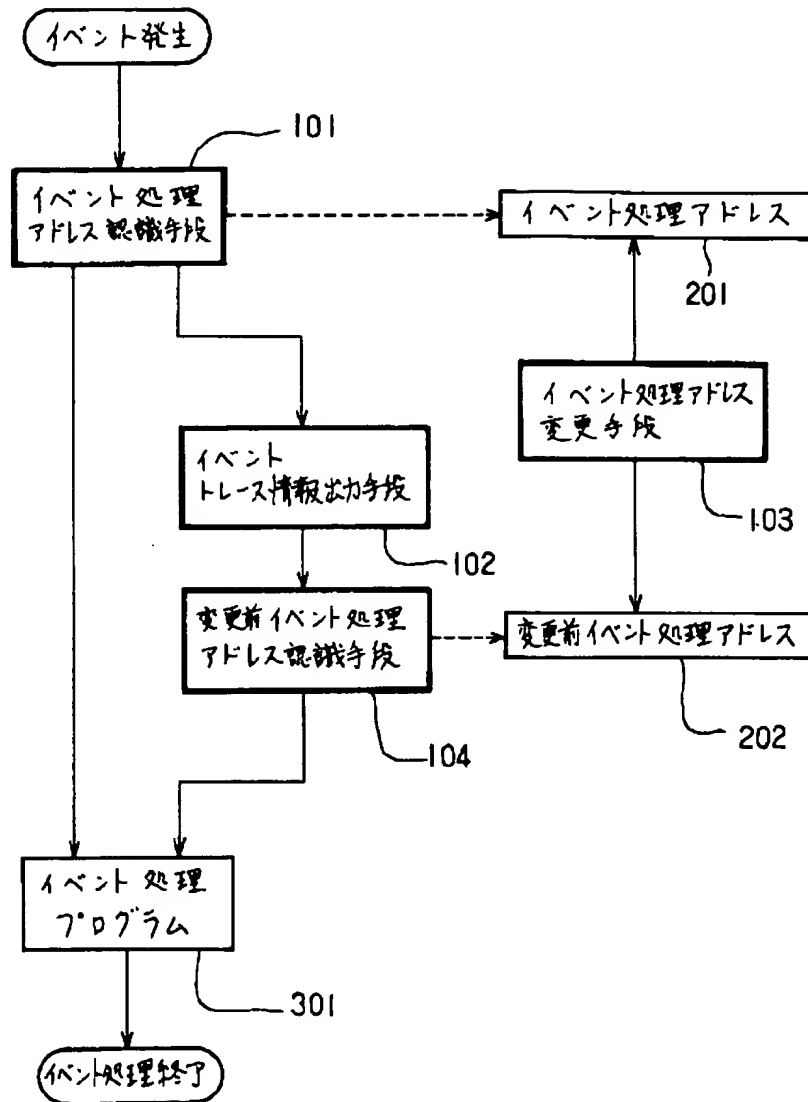 イベント発生
101
イベント処理
アドレス認識手段
イベント処理アドレス
201
イベント処理アドレス
変更手段
103
イベント
トレース情報出力手段
102
変更前イベント処理
アドレス認識手段
104
変更前イベント処理アドレス
202
イベント処理
プログラム
301
イベント処理終了